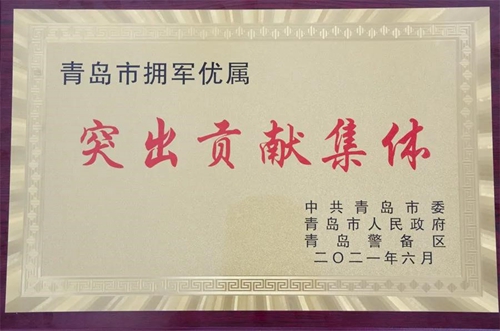 青岛市拥军优属
突出贡献集体
中共青岛市委
青岛市人民政府
青岛警备区
二〇二一年六月